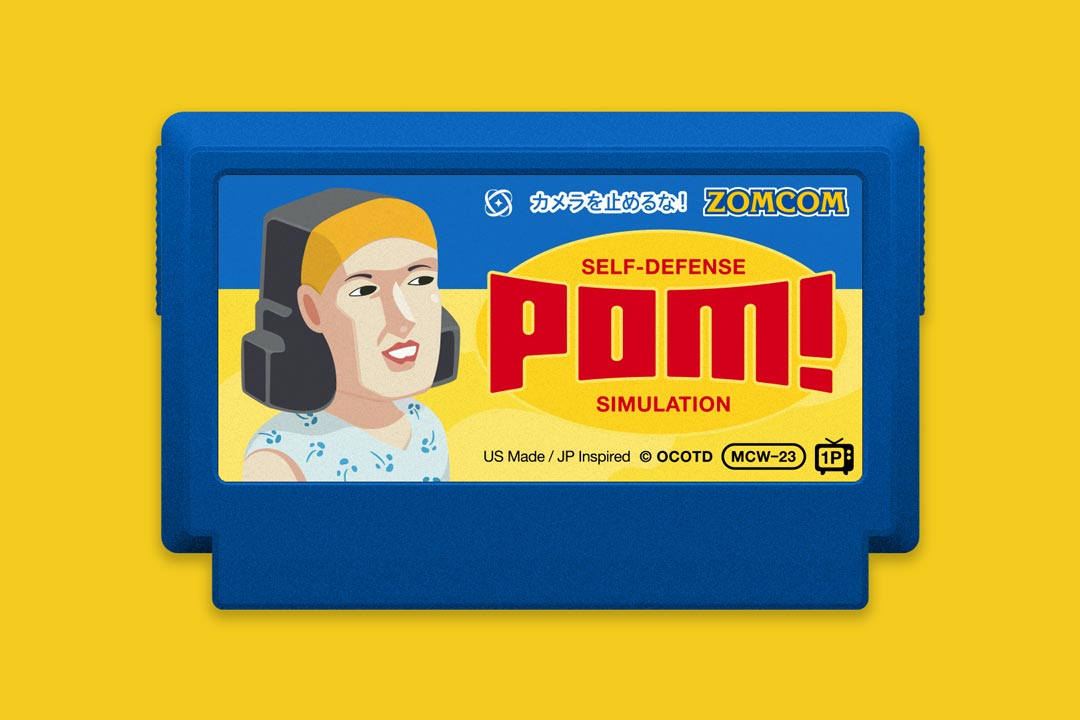 カメラを止めるな! ZOMCOM
SELF-DEFENSE
POM!
SIMULATION
US Made / JP Inspired © OCOTD MCW-23 1P